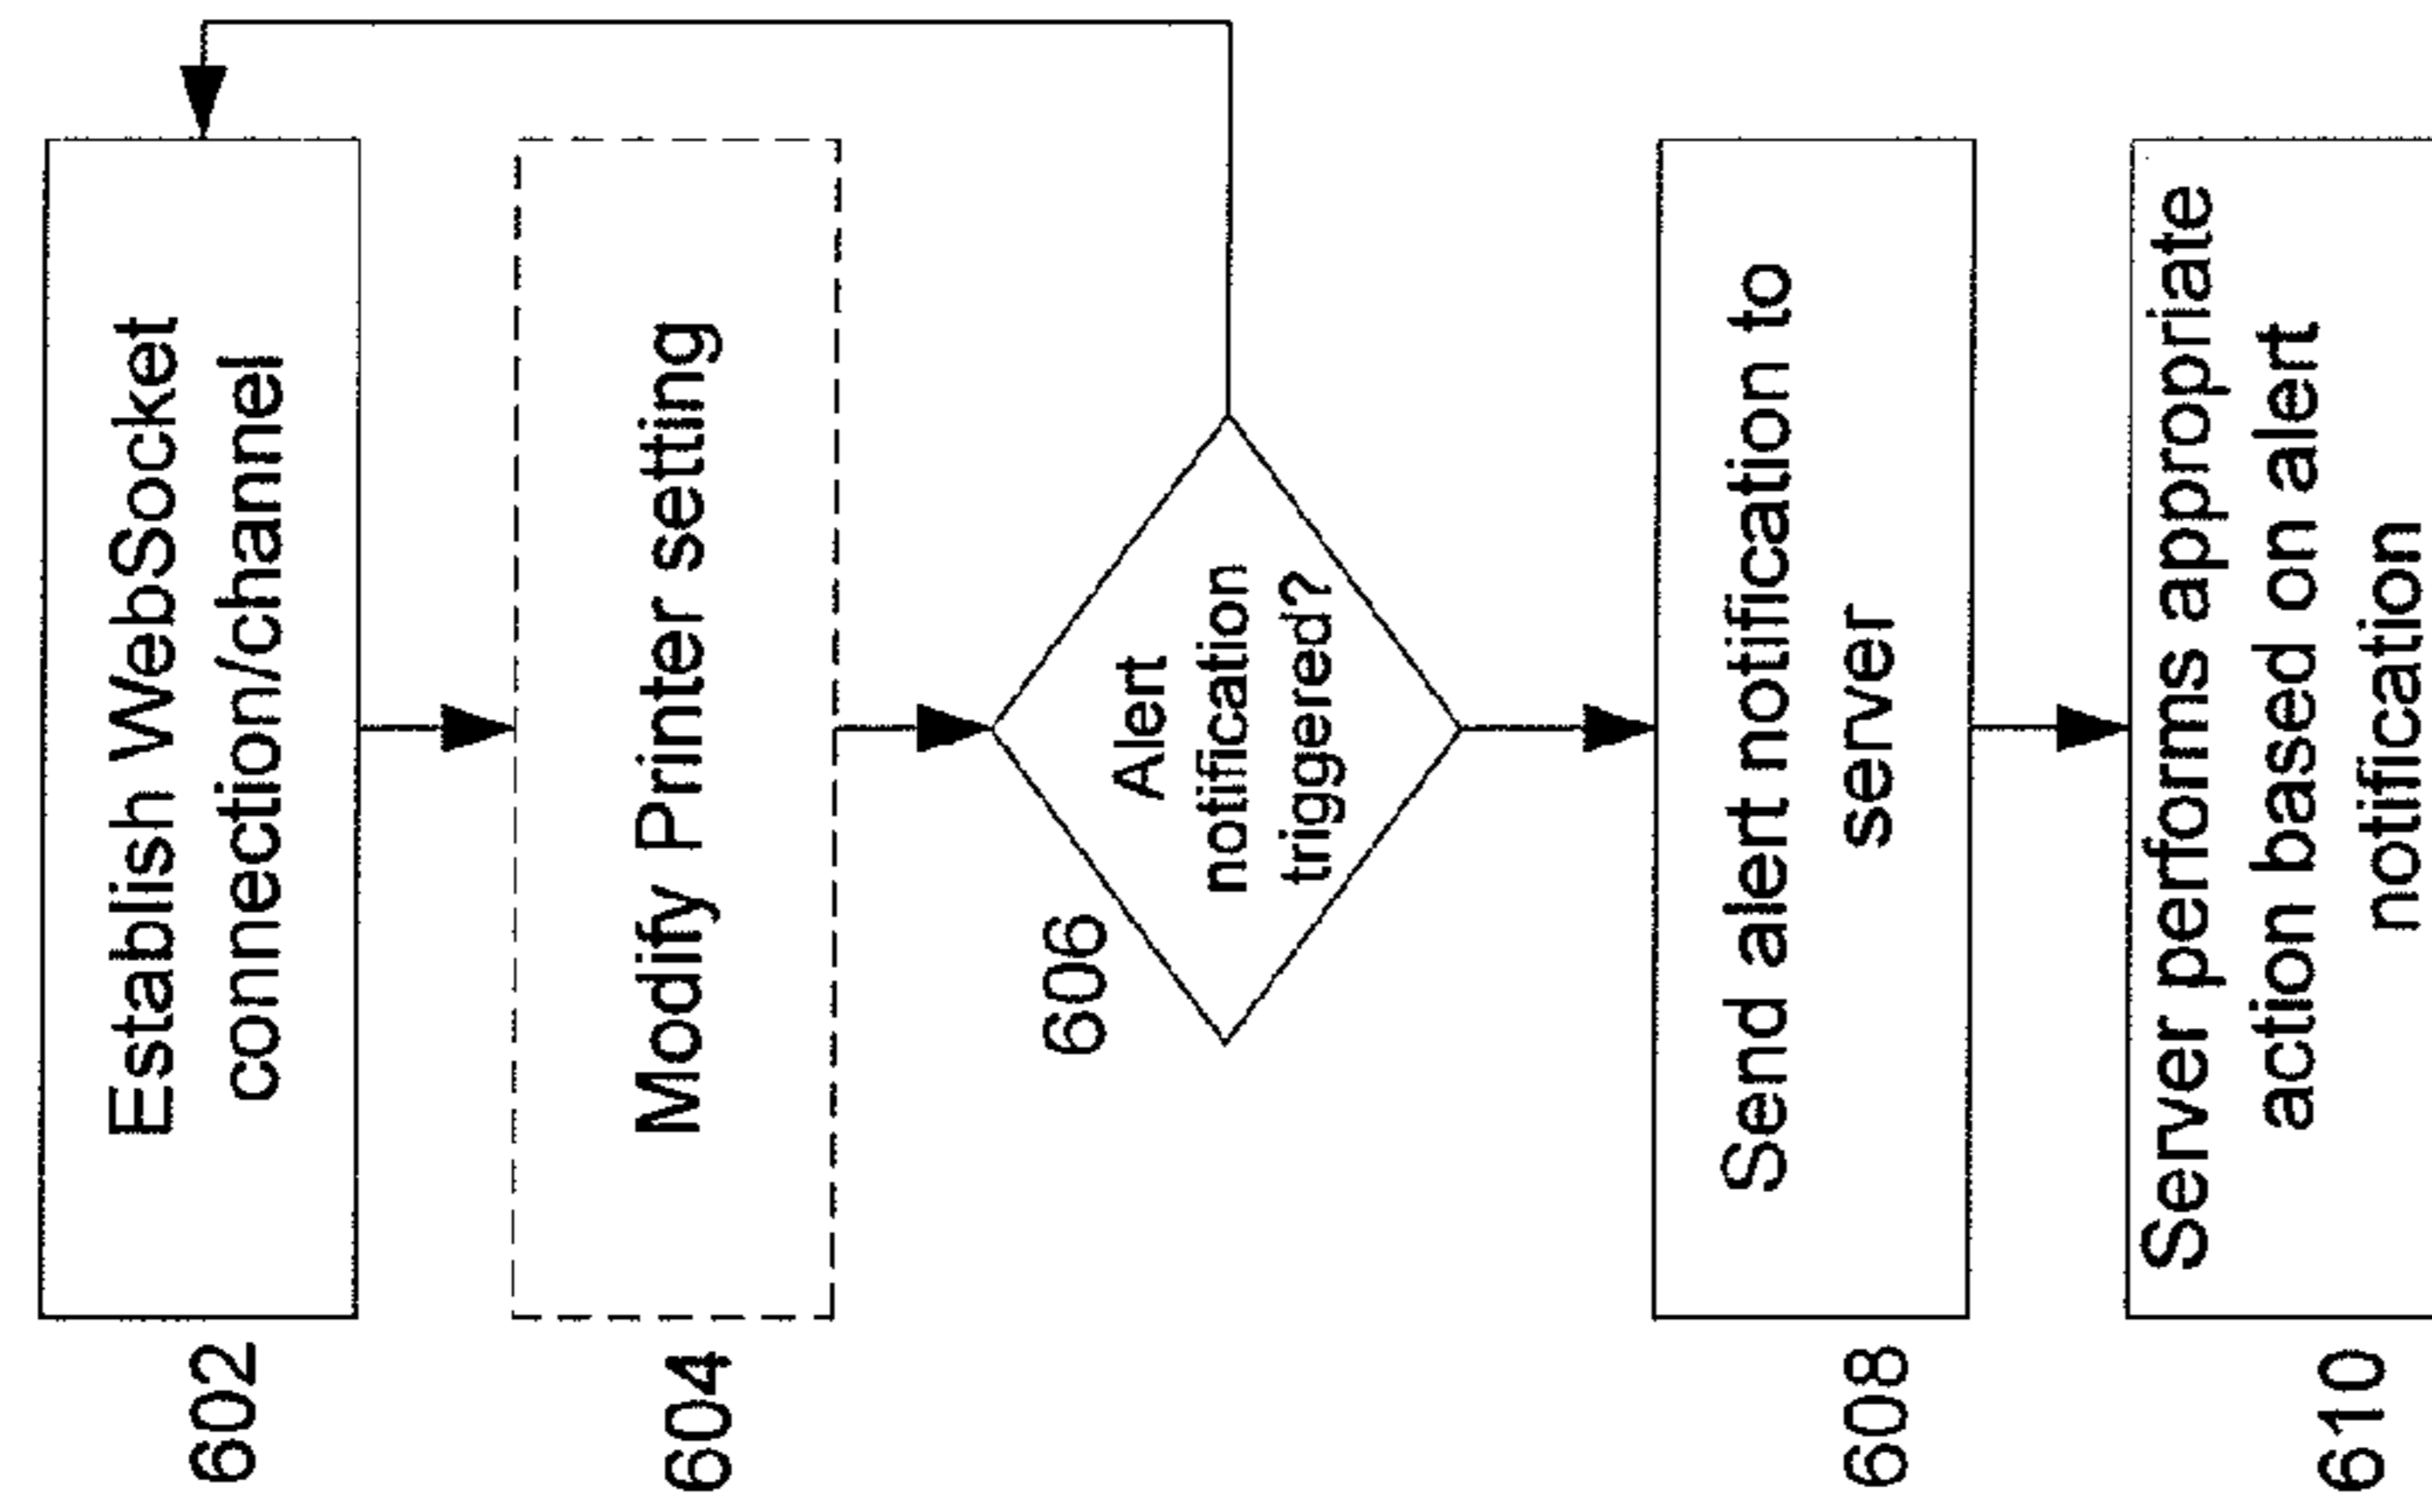 602
Establish WebSocket
connection/channel
604
Modify Printer setting
606
Alert
notification
triggered?
608
Send alert notification to
server
610
Server performs appropriate
action based on alert
notification